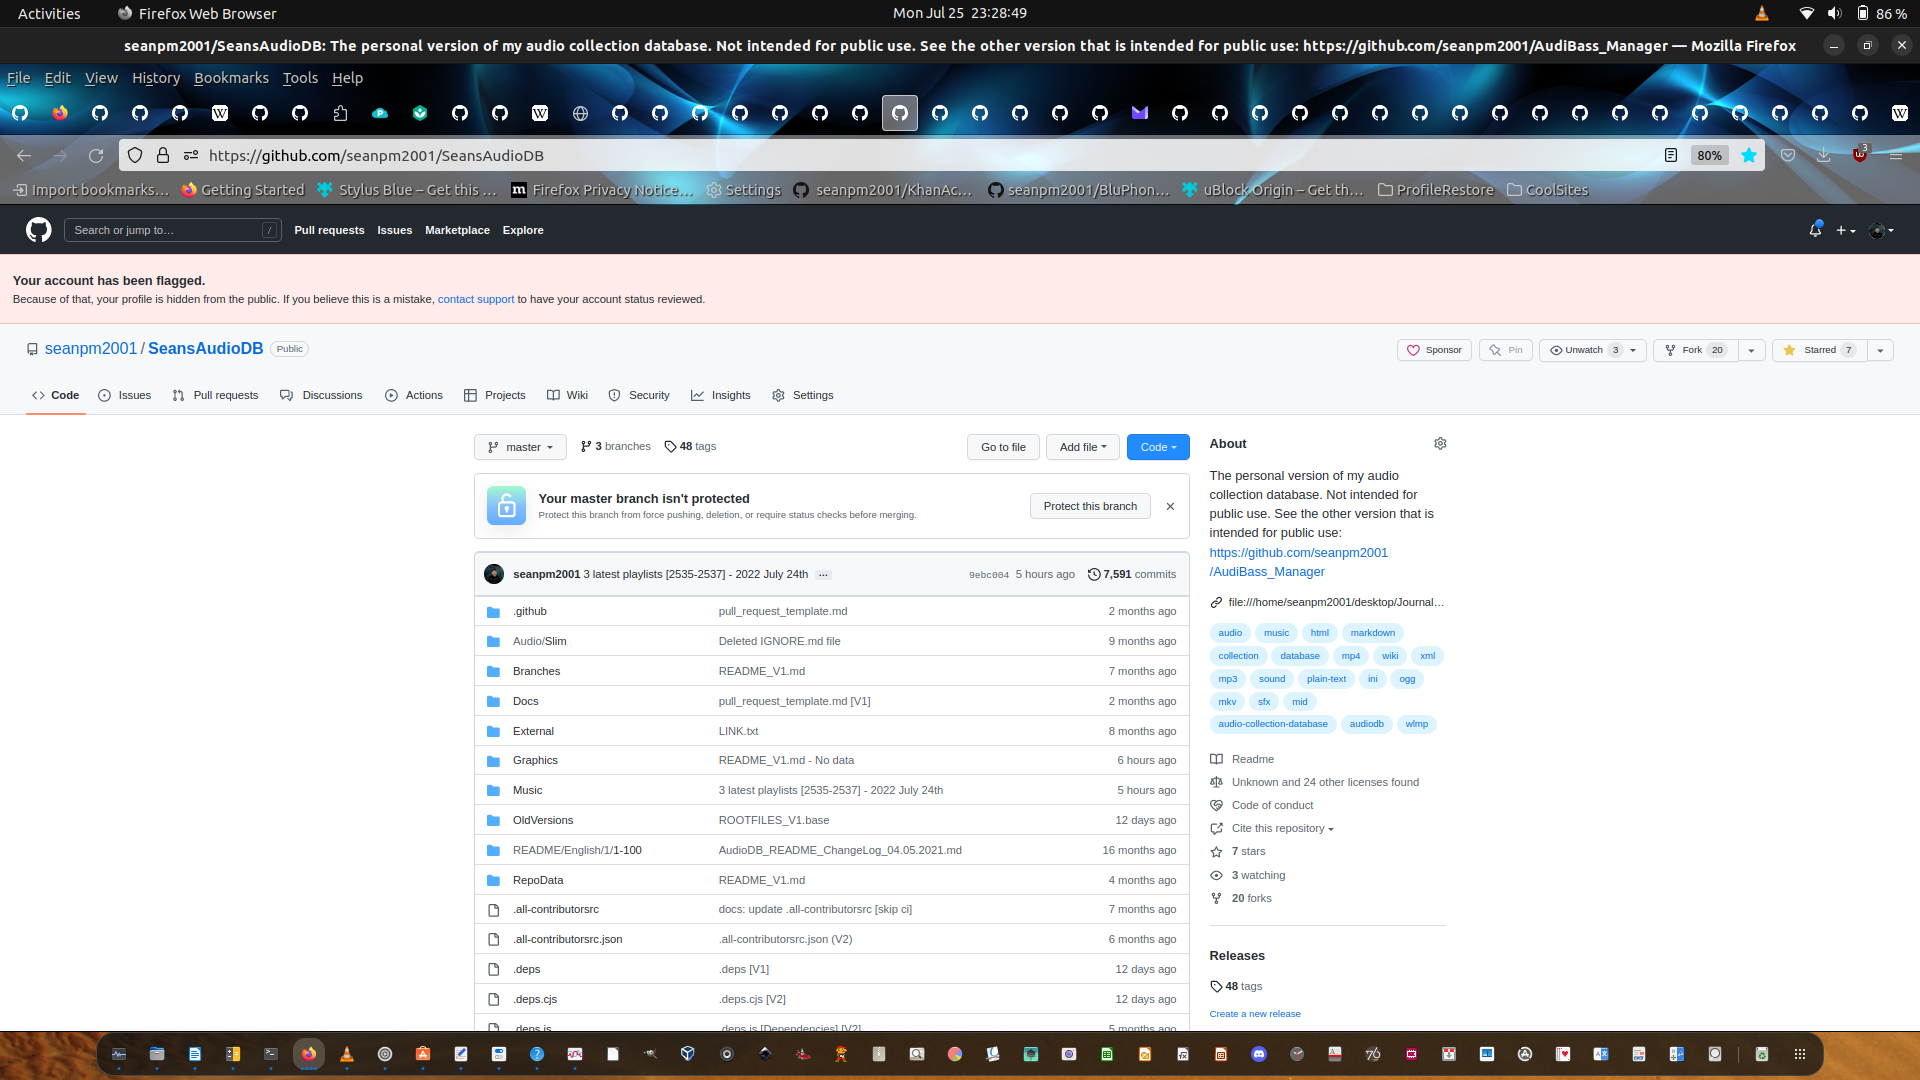 Activities
Firefox Web Browser
Mon Jul 25 23:28:49
86 %
seanpm2001/SeansAudioDB: The personal version of my audio collection database. Not intended for public use. See the other version that is intended for public use: https://github.com/seanpm2001/AudiBass_Manager — Mozilla Firefox
File Edit View History Bookmarks Tools Help
https://github.com/seanpm2001/SeansAudioDB
80%
3
Import bookmarks… Getting Started Stylus Blue – Get this … Firefox Privacy Notice… Settings seanpm2001/KhanAc… seanpm2001/BluPhon… uBlock Origin – Get th… ProfileRestore CoolSites
Search or jump to… /
Pull requests Issues Marketplace Explore
Your account has been flagged.
Because of that, your profile is hidden from the public. If you believe this is a mistake, contact support to have your account status reviewed.
seanpm2001 / SeansAudioDB Public
Sponsor Pin Unwatch 3 Fork 20 Starred 7
Code Issues Pull requests Discussions Actions Projects Wiki Security Insights Settings
master 3 branches 48 tags
Go to file Add file Code
Your master branch isn't protected
Protect this branch from force pushing, deletion, or require status checks before merging.
Protect this branch
seanpm2001 3 latest playlists [2535-2537] - 2022 July 24th … 9ebc004 5 hours ago 7,591 commits
.github pull_request_template.md 2 months ago
Audio/Slim Deleted IGNORE.md file 9 months ago
Branches README_V1.md 7 months ago
Docs pull_request_template.md [V1] 2 months ago
External LINK.txt 8 months ago
Graphics README_V1.md - No data 6 hours ago
Music 3 latest playlists [2535-2537] - 2022 July 24th 5 hours ago
OldVersions ROOTFILES_V1.base 12 days ago
README/English/1/1-100 AudioDB_README_ChangeLog_04.05.2021.md 16 months ago
RepoData README_V1.md 4 months ago
.all-contributorsrc docs: update .all-contributorsrc [skip ci] 7 months ago
.all-contributorsrc.json .all-contributorsrc.json (V2) 6 months ago
.deps .deps [V1] 12 days ago
.deps.cjs .deps.cjs [V2] 12 days ago
.deps.js .deps.js [Dependencies] [V2] 5 months ago
About
The personal version of my audio
collection database. Not intended for
public use. See the other version that is
intended for public use:
https://github.com/seanpm2001
/AudiBass_Manager
file:///home/seanpm2001/desktop/Journal…
audio music html markdown
collection database mp4 wiki xml
mp3 sound plain-text ini ogg
mkv sfx mid
audio-collection-database audiodb wlmp
Readme
Unknown and 24 other licenses found
Code of conduct
Cite this repository
7 stars
3 watching
20 forks
Releases
48 tags
Create a new release